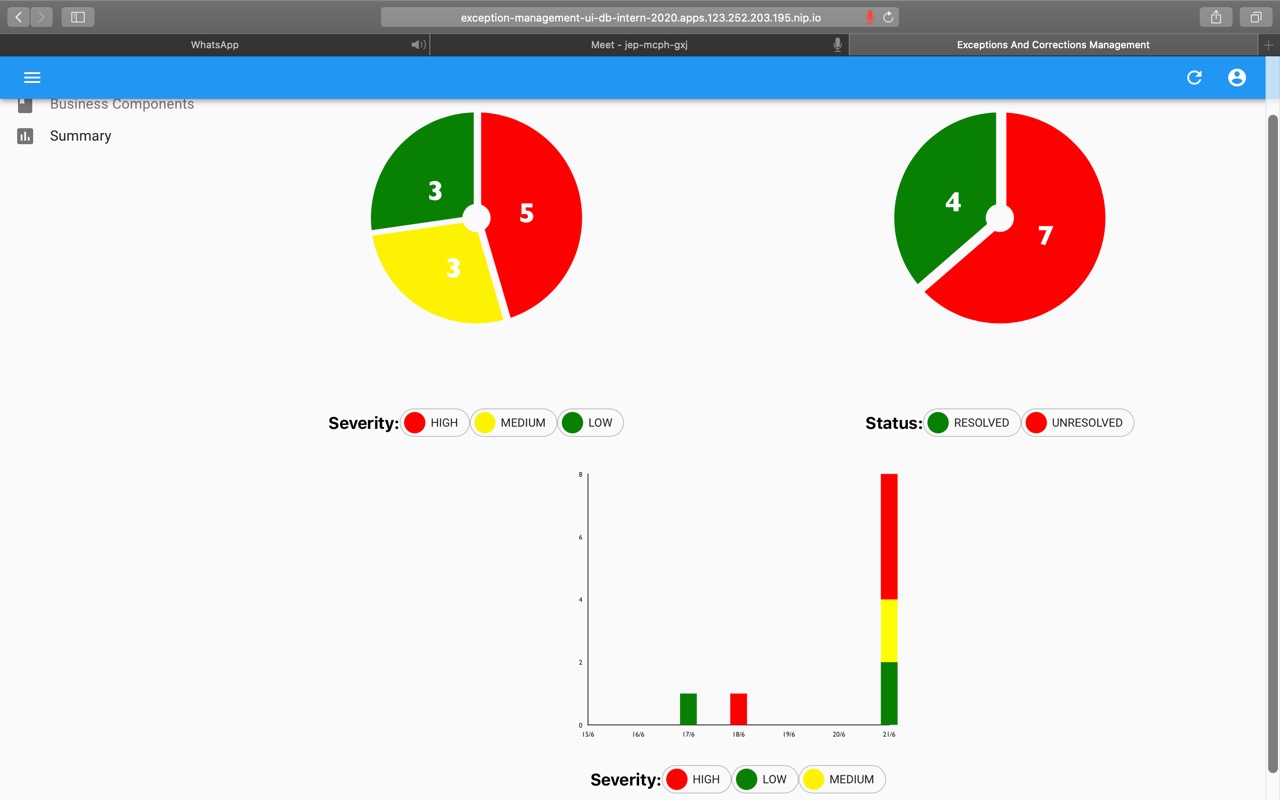 exception-management-ui-db-intern-2020.apps.123.252.203.195.nip.io
WhatsApp
Meet - jep-mcph-gxj
Exceptions And Corrections Management
Business Components
Summary
3
5
3
4
7
Severity: HIGH MEDIUM LOW
Status: RESOLVED UNRESOLVED
8
6
4
2
0
15/6 16/6 17/6 18/6 19/6 20/6 21/6
Severity: HIGH LOW MEDIUM